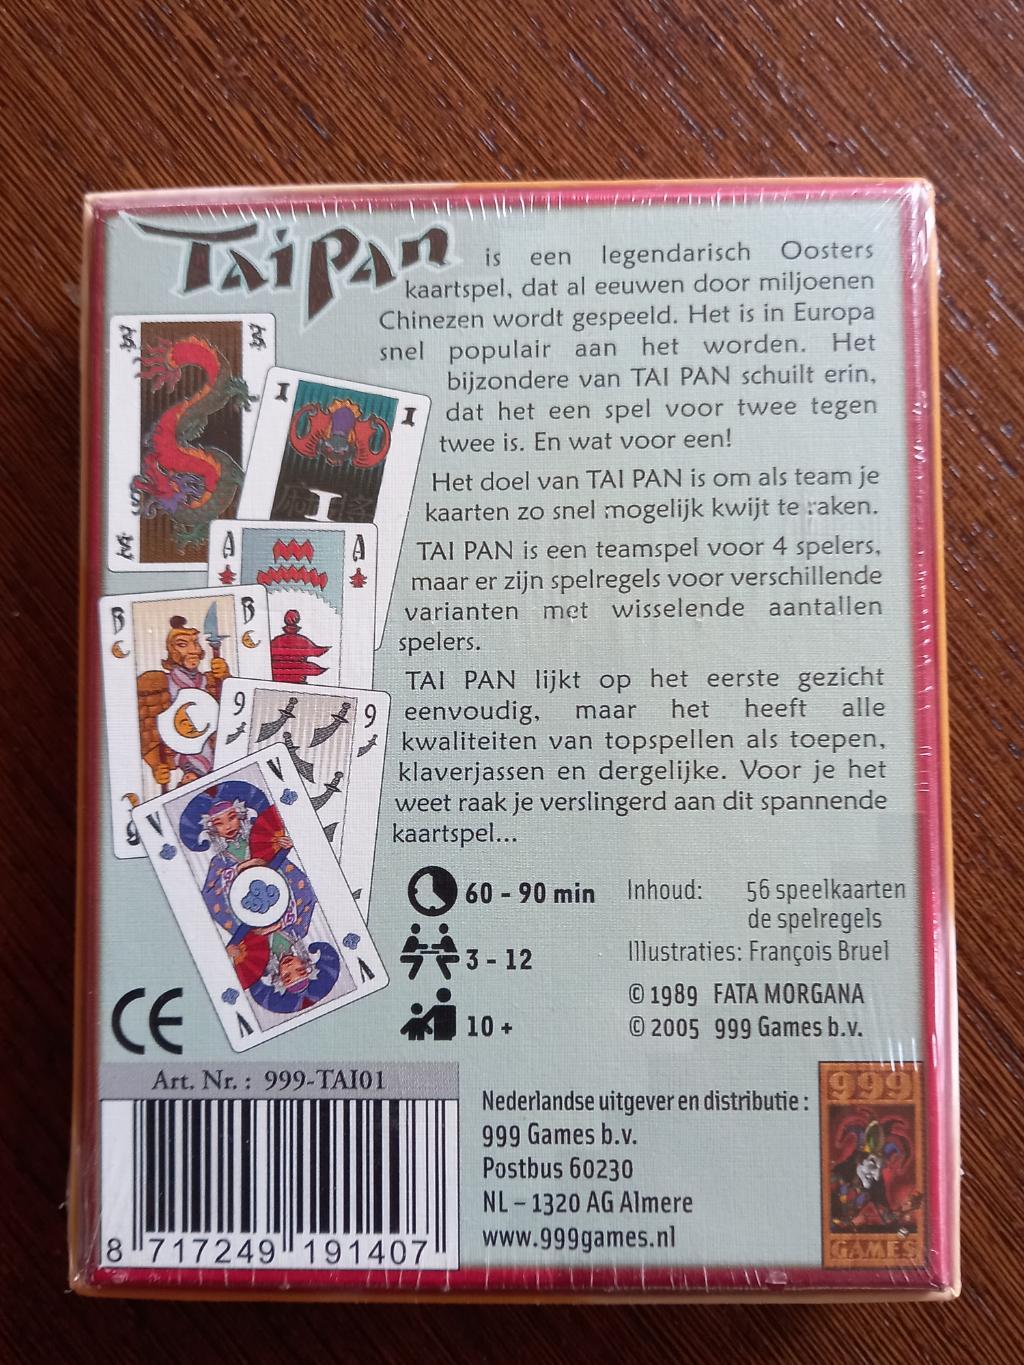 Tai Pan is een legendarisch Oosters
kaartspel, dat al eeuwen door miljoenen
Chinezen wordt gespeeld. Het is in Europa
snel populair aan het worden. Het
bijzondere van TAI PAN schuilt erin,
dat het een spel voor twee tegen
twee is. En wat voor een!
Het doel van TAI PAN is om als team je
kaarten zo snel mogelijk kwijt te raken.
TAI PAN is een teamspel voor 4 spelers,
maar er zijn spelregels voor verschillende
varianten met wisselende aantallen
spelers.
TAI PAN lijkt op het eerste gezicht
eenvoudig, maar het heeft alle
kwaliteiten van topspellen als toepen,
klaverjassen en dergelijke. Voor je het
weet raak je verslingerd aan dit spannende
kaartspel...
1 1
1
A A
B B
9 9
V V
V V
60 - 90 min
3 - 12
10 +
Inhoud: 56 speelkaarten
de spelregels
Illustraties: François Bruel
© 1989 FATA MORGANA
© 2005 999 Games b.v.
CE
Art. Nr. : 999-TAI01
8 717249 191407
Nederlandse uitgever en distributie :
999 Games b.v.
Postbus 60230
NL – 1320 AG Almere
www.999games.nl
999
GAMES